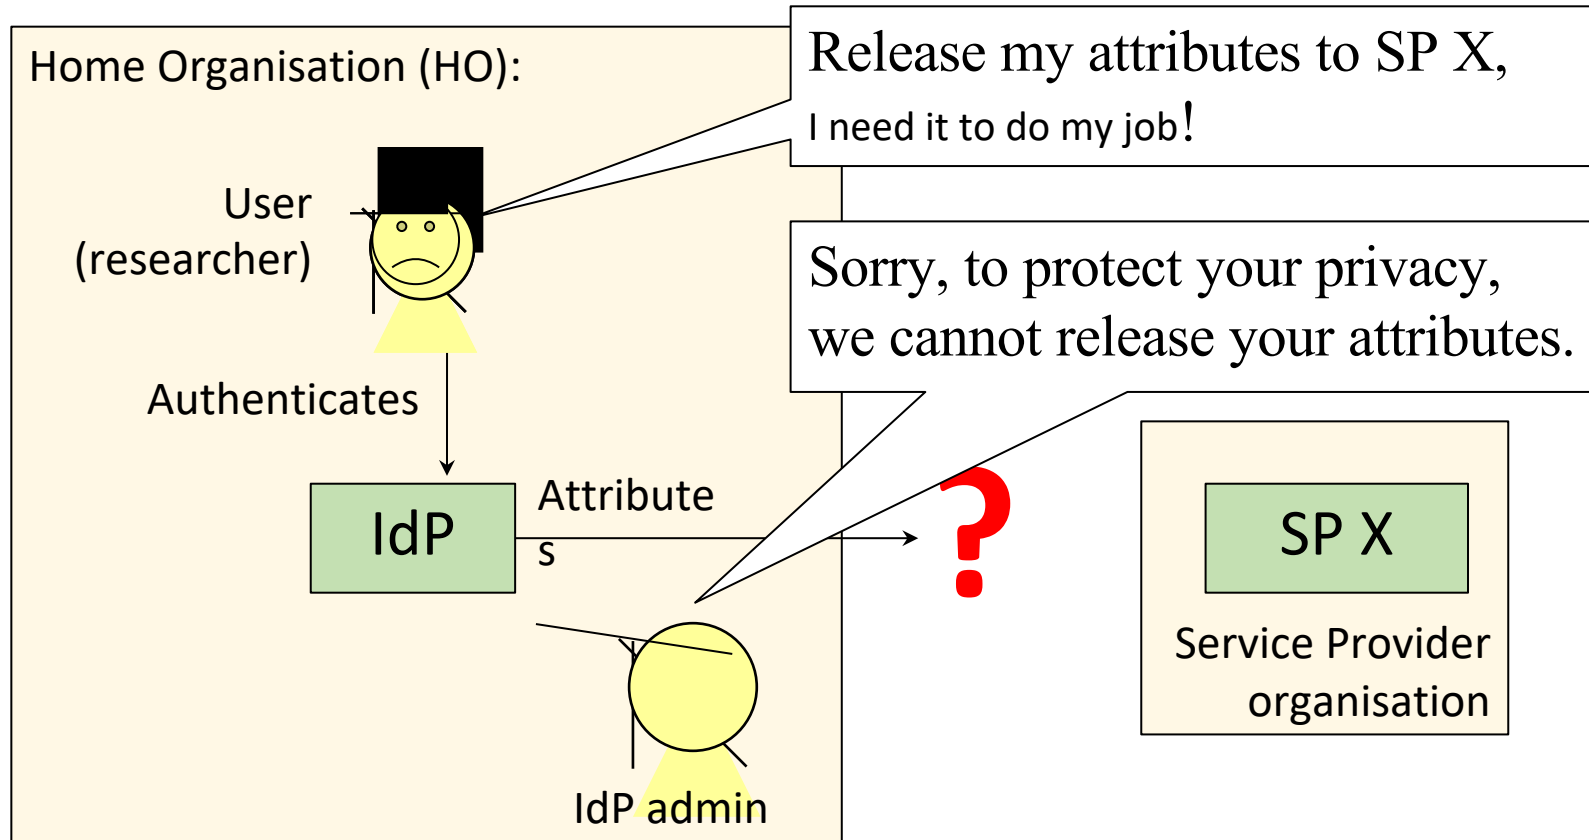 Home Organisation (HO):
Release my attributes to SP X,
I need it to do my job!
User
(researcher)
Sorry, to protect your privacy,
we cannot release your attributes.
Authenticates
IdP
Attribute
s
?
SP X
Service Provider
organisation
IdP admin